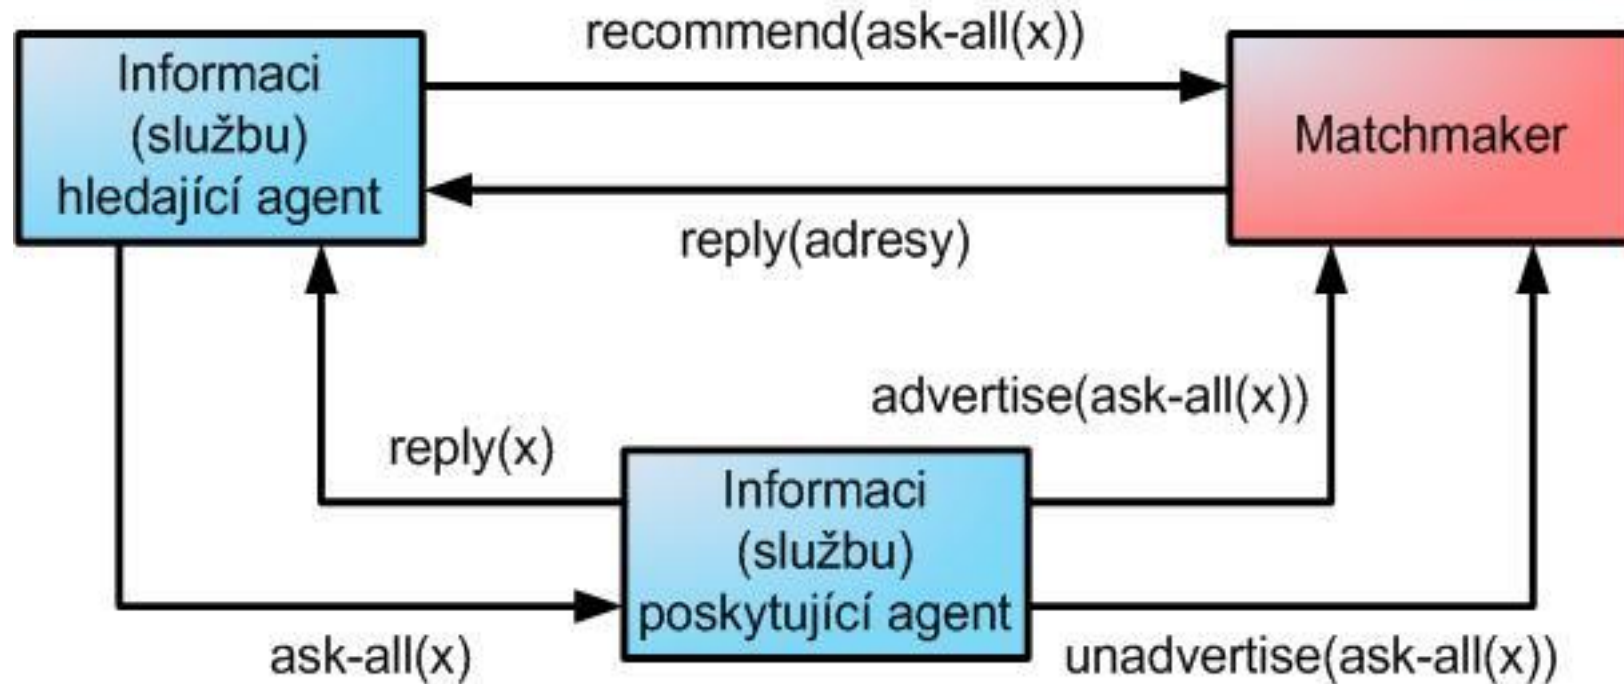 recommend(ask-all(x))
Informaci
(službu)
hledající agent
Matchmaker
reply(adresy)
advertise(ask-all(x))
reply(x)
Informaci
(službu)
poskytující agent
ask-all(x)
unadvertise(ask-all(x))